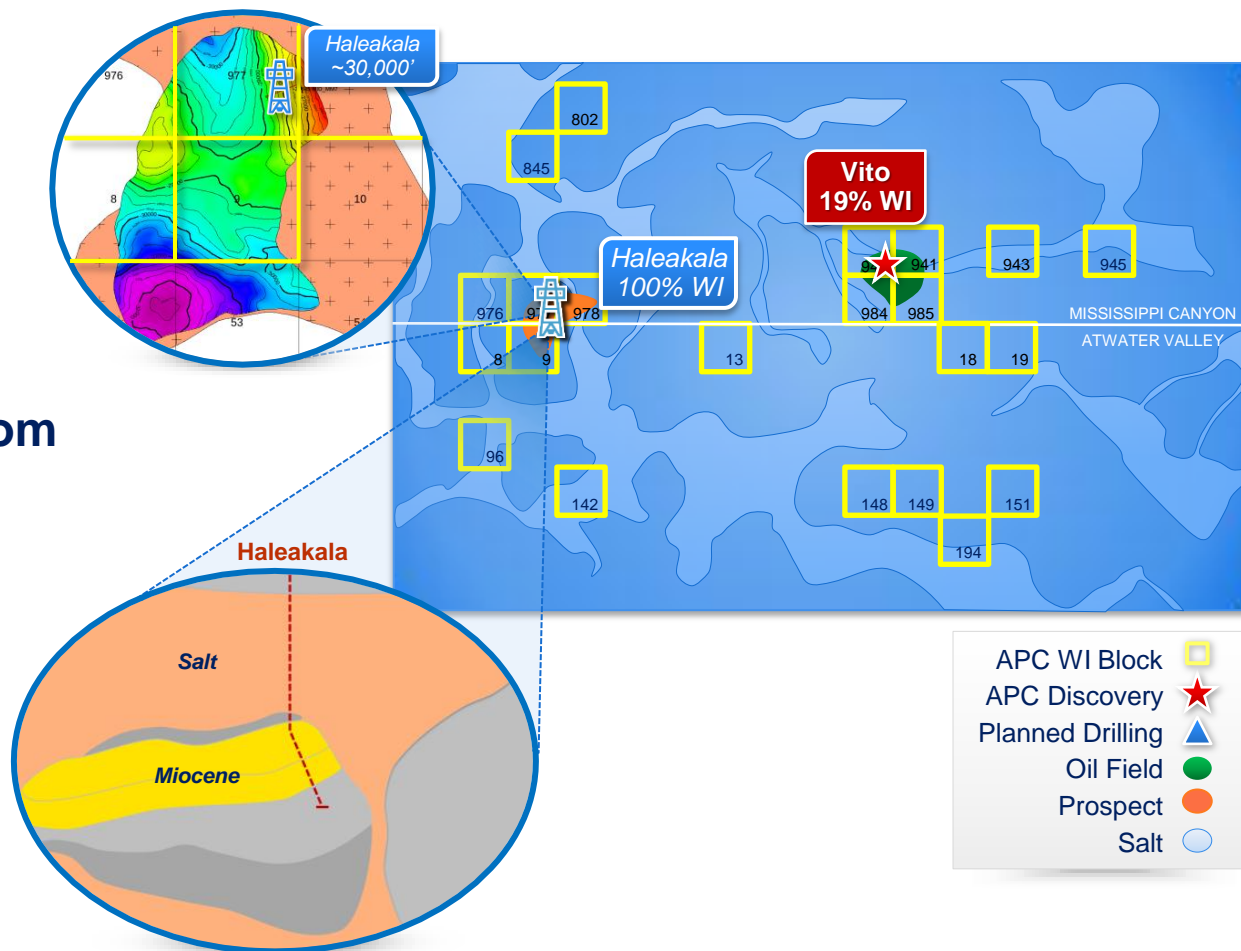 976
977
Haleakala
~30,000'
8
9
10
53
802
845
Vito
19% WI
Haleakala
100% WI
941
943
945
976
978
984
985
MISSISSIPPI CANYON
ATWATER VALLEY
8
9
13
18
19
om
96
142
148
149
151
194
Haleakala
Salt
Miocene
APC WI Block
APC Discovery
Planned Drilling
Oil Field
Prospect
Salt